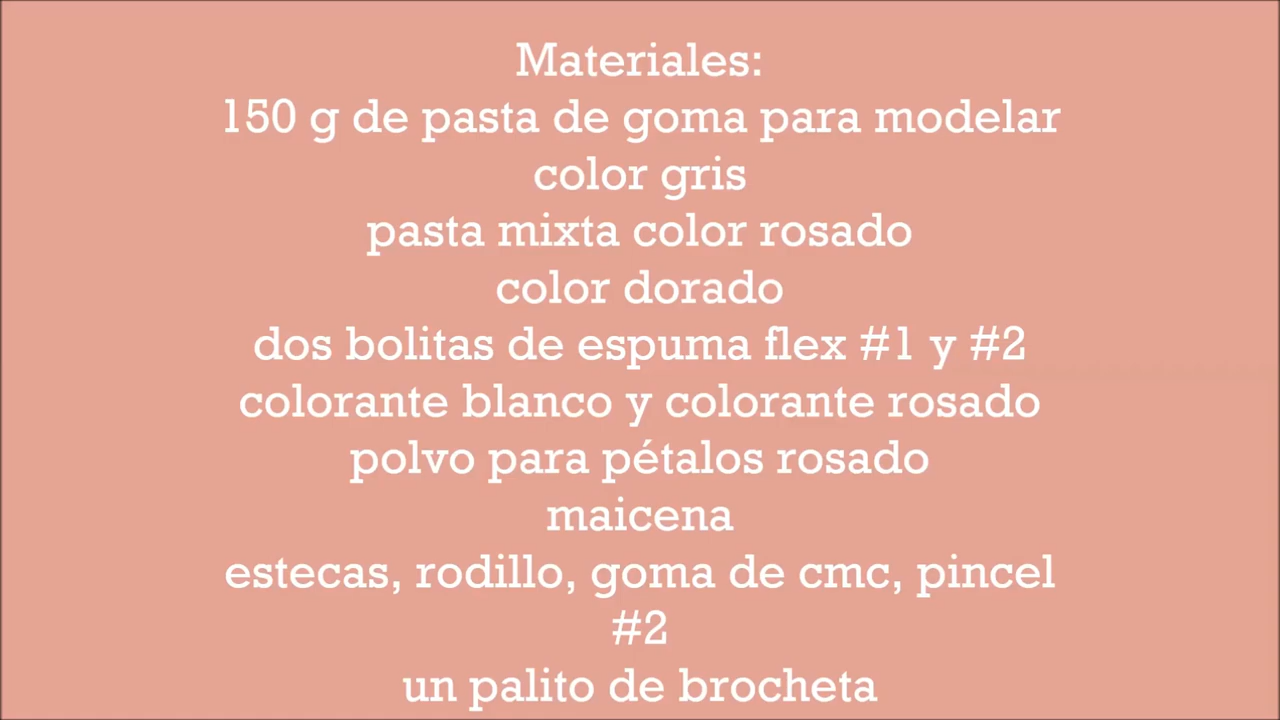 Materiales:
150 g de pasta de goma para modelar
color gris
pasta mixta color rosado
color dorado
dos bolitas de espuma flex #1 y #2
colorante blanco y colorante rosado
polvo para pétalos rosado
maicena
estecas, rodillo, goma de cmc, pincel
#2
un palito de brocheta